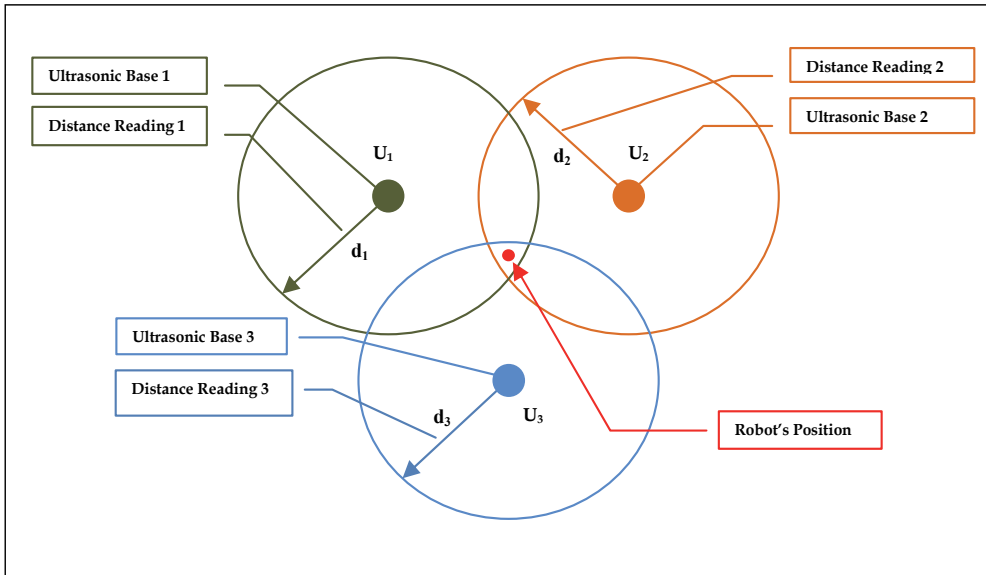 Ultrasonic Base 1
Distance Reading 1
U1
d1
Distance Reading 2
Ultrasonic Base 2
U2
d2
Ultrasonic Base 3
Distance Reading 3
d3
U3
Robot's Position